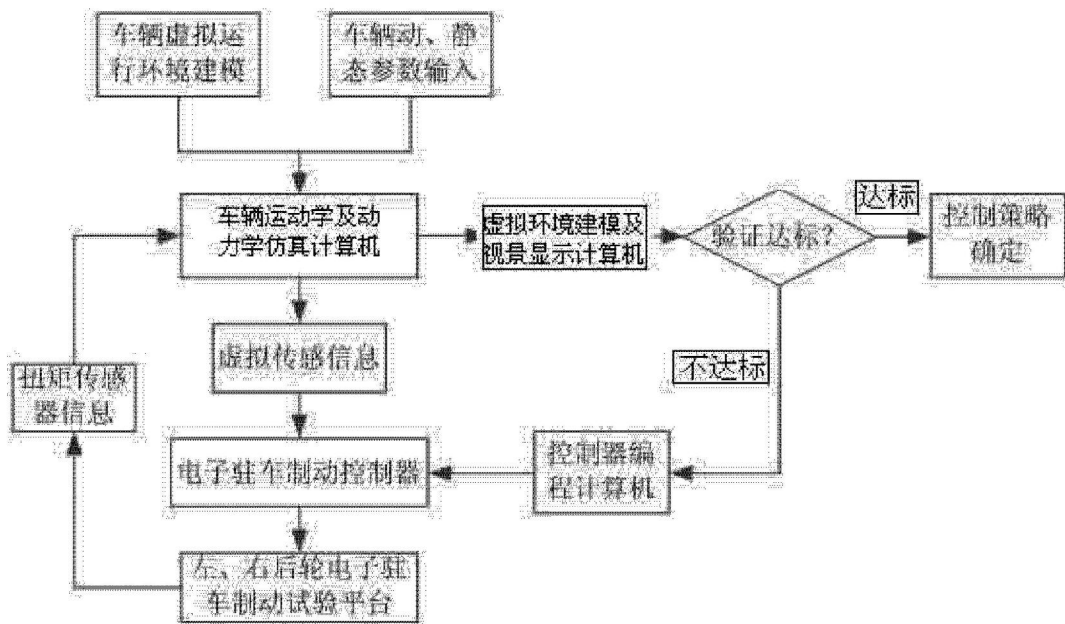 车辆虚拟运
行环境建模
车辆动、静
态参数输入
车辆运动学及动
力学仿真计算机
虚拟环境建模及
视景显示计算机
验证达标？
达标
控制策略
确定
虚拟传感信息
不达标
扭矩传感
器信息
电子驻车制动控制器
控制器编
程计算机
左、右后轮电子驻
车制动试验平台